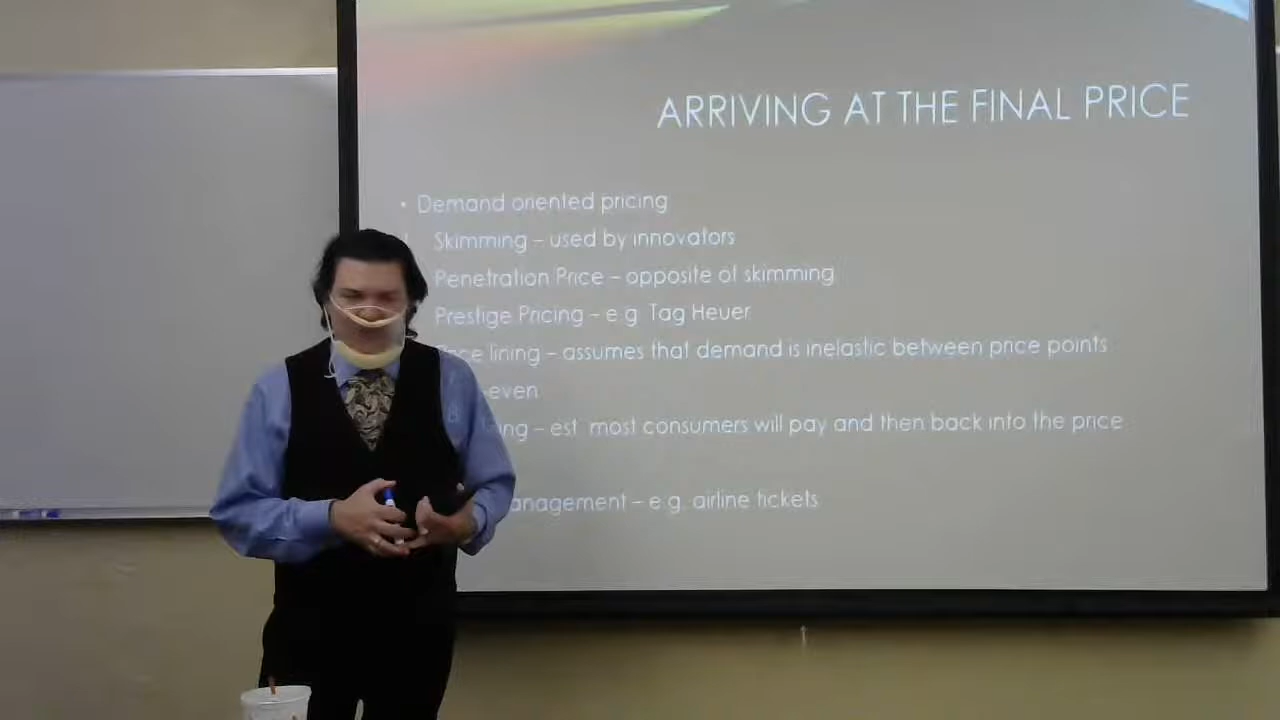 ARRIVING AT THE FINAL PRICE
• Demand oriented pricing
Skimming – used by innovators
Penetration Price – opposite of skimming
Prestige Pricing – e.g. Tag Heuer
lining – assumes that demand is inelastic between price points
-even
– est. most consumers will pay and then back into the price
– e.g. airline tickets